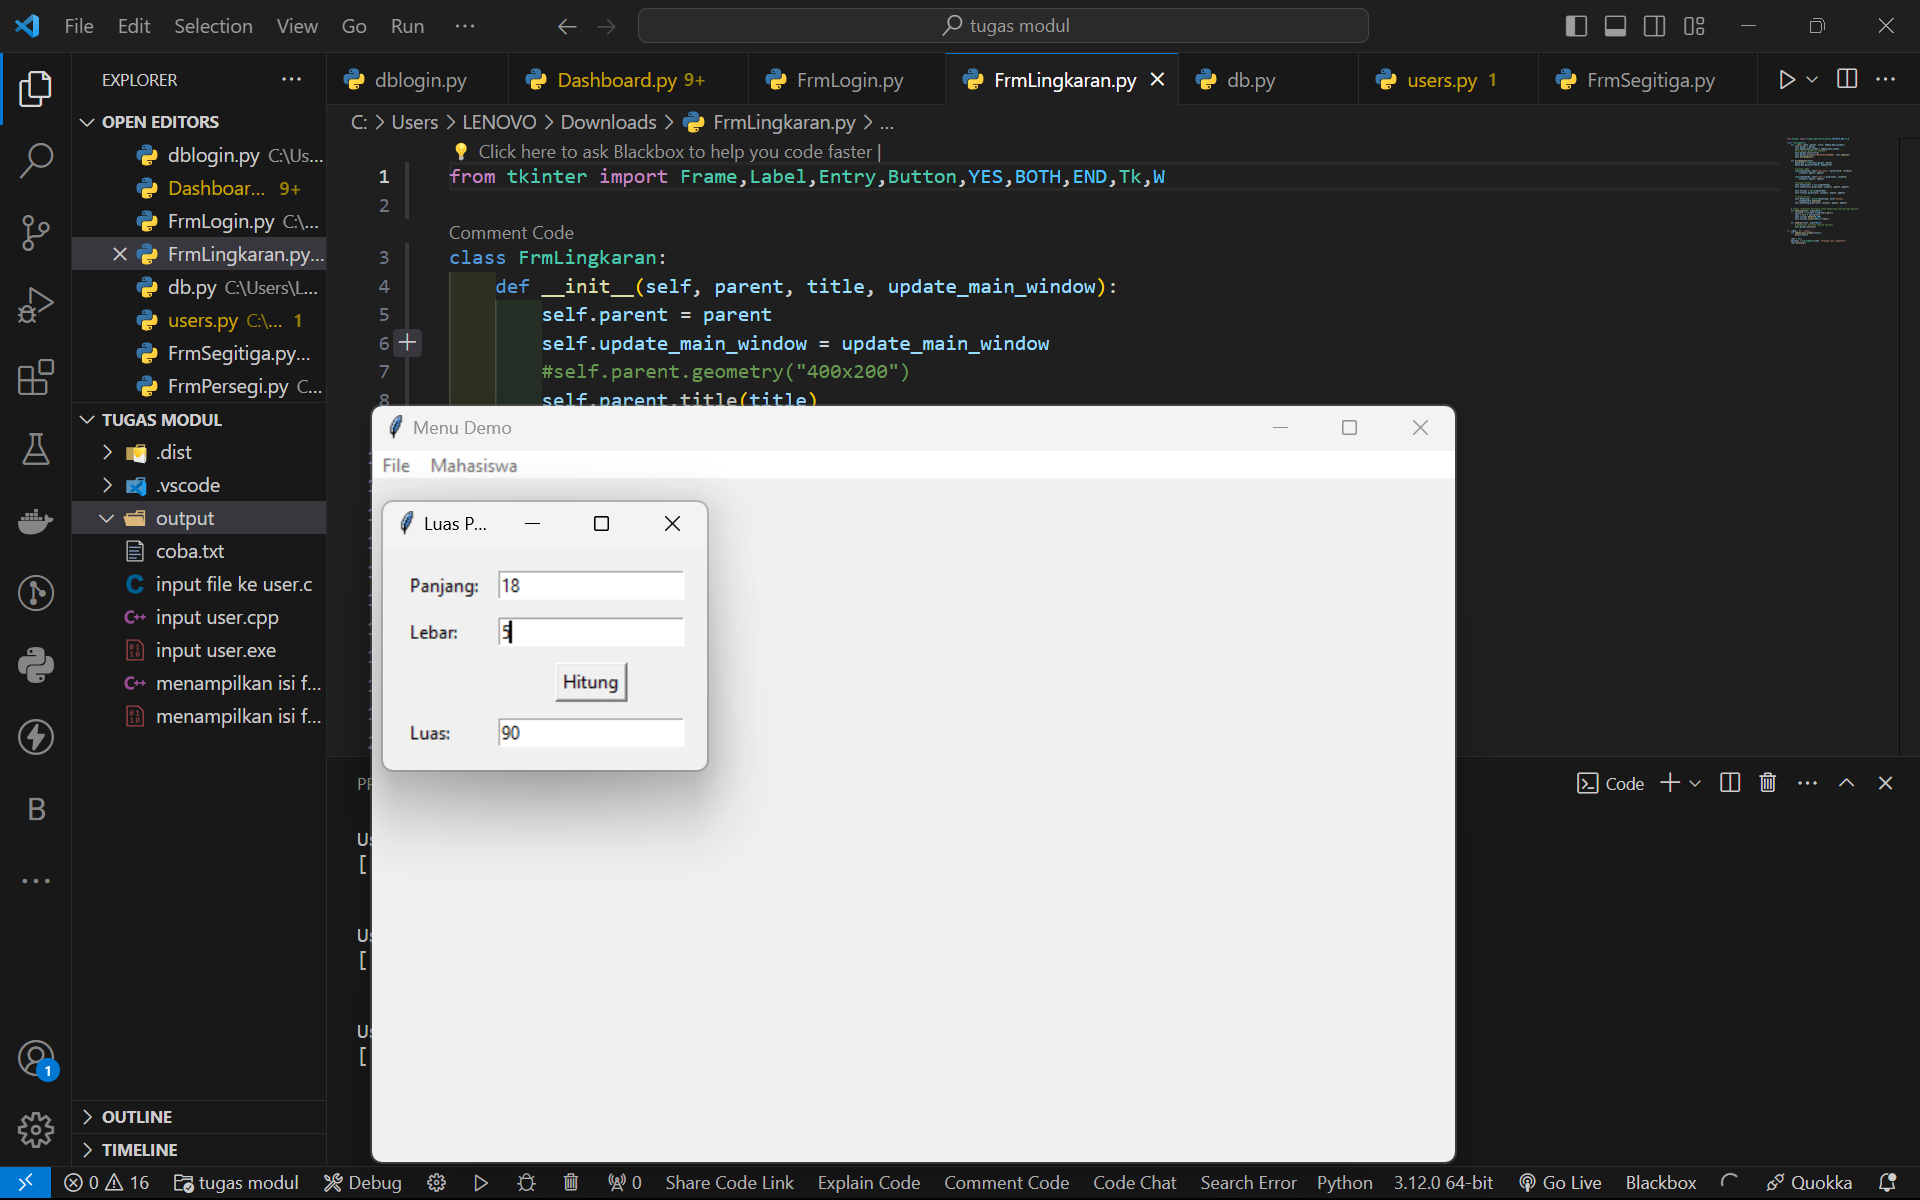 File Edit Selection View Go Run ... tugas modul
EXPLORER ...
dblogin.py Dashboard.py 9+ FrmLogin.py FrmLingkaran.py db.py users.py 1 FrmSegitiga.py
OPEN EDITORS
dblogin.py C:\Us...
Dashboar... 9+
FrmLogin.py C:\...
FrmLingkaran.py...
db.py C:\Users\L...
users.py C:\... 1
FrmSegitiga.py...
FrmPersegi.py C...
TUGAS MODUL
.dist
.vscode
output
coba.txt
input file ke user.c
input user.cpp
input user.exe
menampilkan isi f...
menampilkan isi f...
OUTLINE
TIMELINE
C: > Users > LENOVO > Downloads > FrmLingkaran.py > ...
Click here to ask Blackbox to help you code faster |
1 from tkinter import Frame,Label,Entry,Button,YES,BOTH,END,Tk,W
2
Comment Code
3 class FrmLingkaran:
4 def __init__(self, parent, title, update_main_window):
5 self.parent = parent
6 self.update_main_window = update_main_window
7 #self.parent.geometry("400x200")
8 self.parent.title(title)
Menu Demo
File Mahasiswa
Luas P...
Panjang: 18
Lebar: 5
Hitung
Luas: 90
Code
Us
[
Us
[
Us
[
B
1
0 16 tugas modul Debug 0 Share Code Link Explain Code Comment Code Code Chat Search Error Python 3.12.0 64-bit Go Live Blackbox Quokka